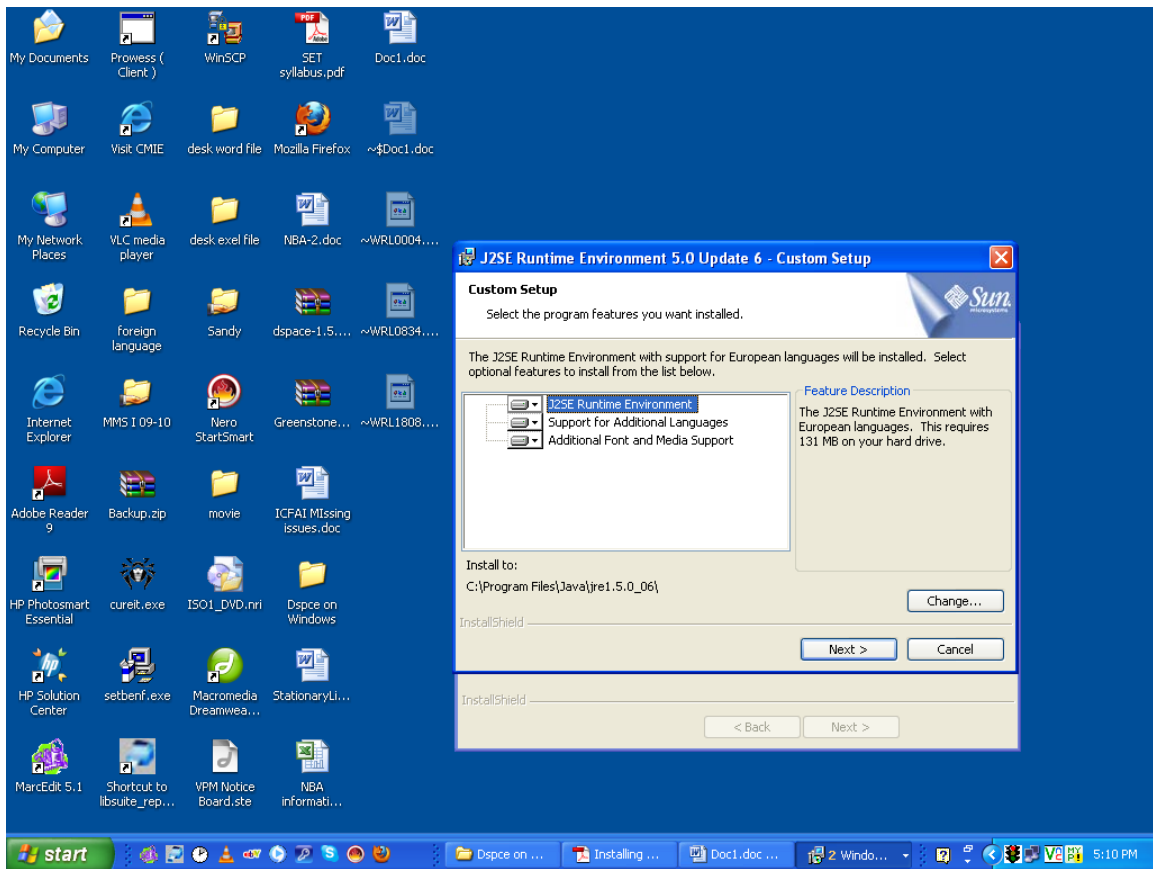 My Documents
Prowess (
Client )
WinSCP
PDF
Adobe
SET
syllabus.pdf
Doc1.doc
My Computer
Visit CMIE
desk word file
Mozilla Firefox
~$Doc1.doc
My Network
Places
VLC media
player
desk exel file
NBA-2.doc
~WRL0004....
Recycle Bin
foreign
language
Sandy
dspace-1.5....
~WRL0834....
Internet
Explorer
MMS I 09-10
Nero
StartSmart
Greenstone...
~WRL1808....
Adobe Reader
9
Backup.zip
movie
ICFAI MIssing
issues.doc
HP Photosmart
Essential
cureit.exe
ISO1_DVD.nri
Dspce on
Windows
HP Solution
Center
setbenf.exe
Macromedia
Dreamwea...
StationaryLi...
MarcEdit 5.1
Shortcut to
libsuite_rep...
VPM Notice
Board.ste
NBA
informati...
J2SE Runtime Environment 5.0 Update 6 - Custom Setup
Custom Setup
Select the program features you want installed.
Sun.
microsystems
The J2SE Runtime Environment with support for European languages will be installed. Select
optional features to install from the list below.
J2SE Runtime Environment
Support for Additional Languages
Additional Font and Media Support
Feature Description
The J2SE Runtime Environment with
European languages. This requires
131 MB on your hard drive.
Install to:
C:\Program Files\Java\jre1.5.0_06\
Change...
InstallShield
Next >
Cancel
InstallShield
< Back
Next >
start
Dspce on ...
Installing ...
Doc1.doc ...
2 Windo...
5:10 PM